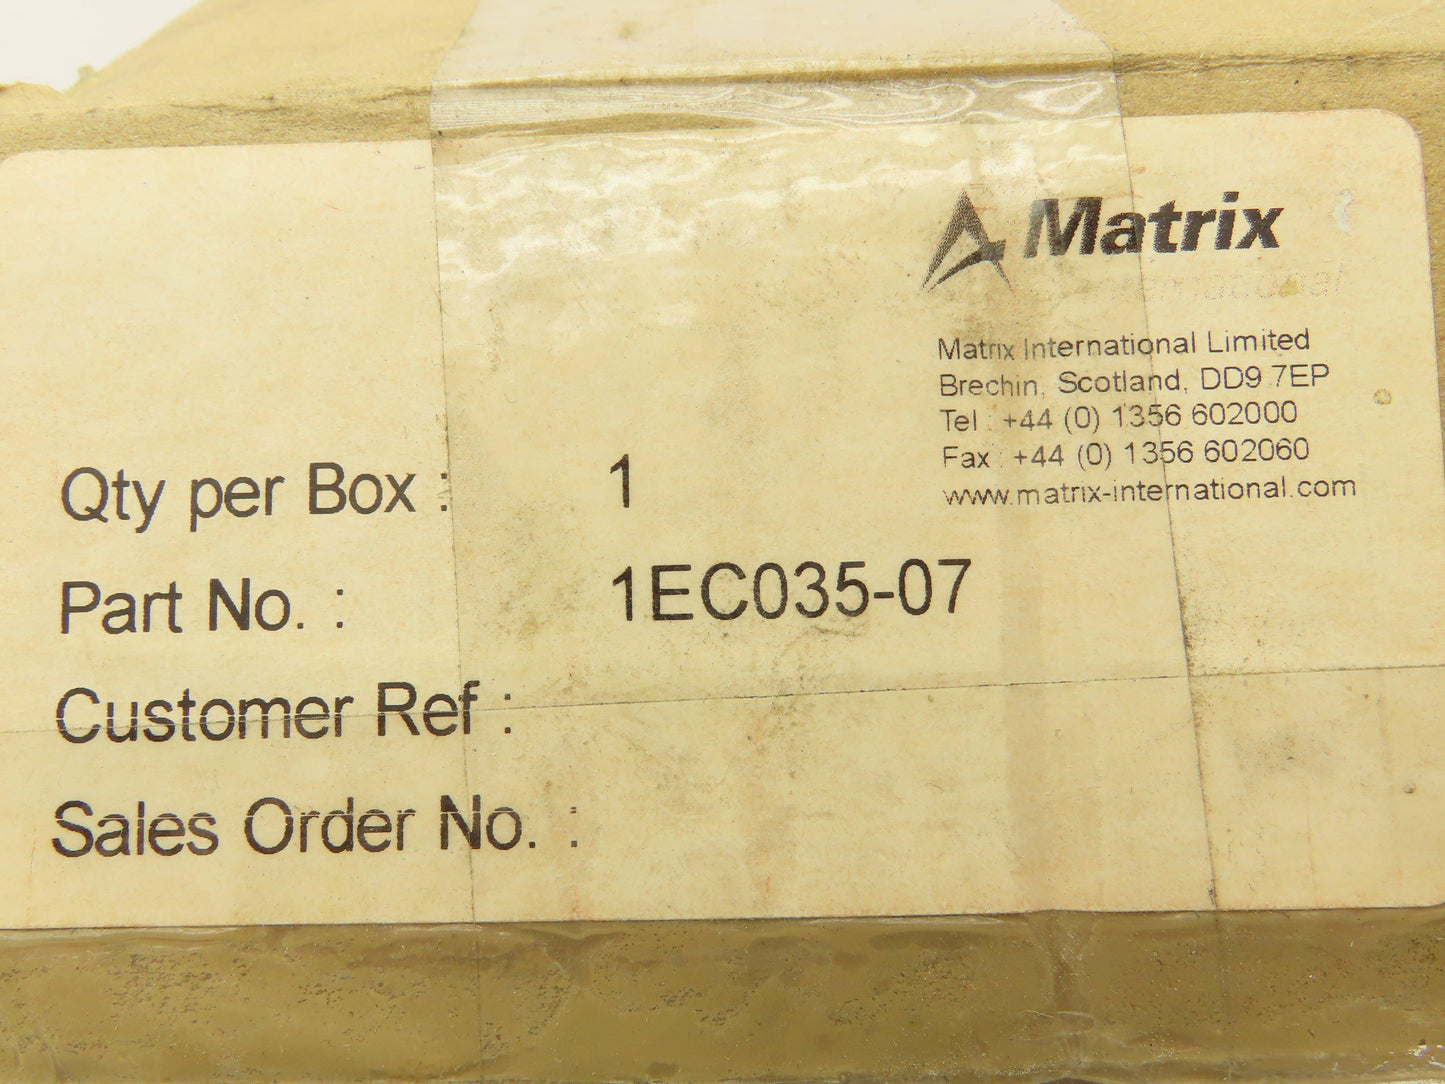 Matrix
international
Matrix International Limited
Brechin, Scotland, DD9 7EP
Tel : +44 (0) 1356 602000
Fax : +44 (0) 1356 602060
www.matrix-international.com
Qty per Box : 1
Part No. : 1EC035-07
Customer Ref :
Sales Order No. :